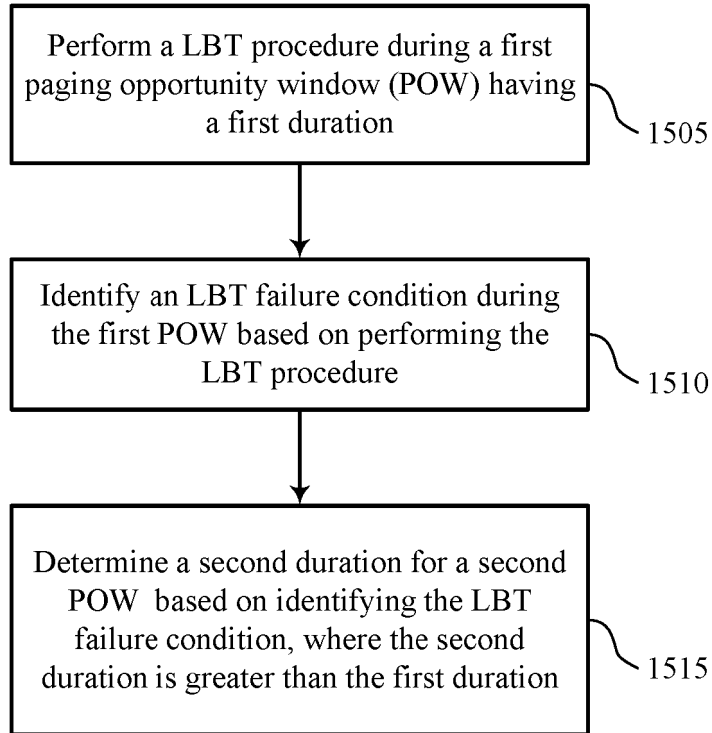 Perform a LBT procedure during a first
paging opportunity window (POW) having
a first duration
1505
Identify an LBT failure condition during
the first POW based on performing the
LBT procedure
1510
Determine a second duration for a second
POW based on identifying the LBT
failure condition, where the second
duration is greater than the first duration
1515